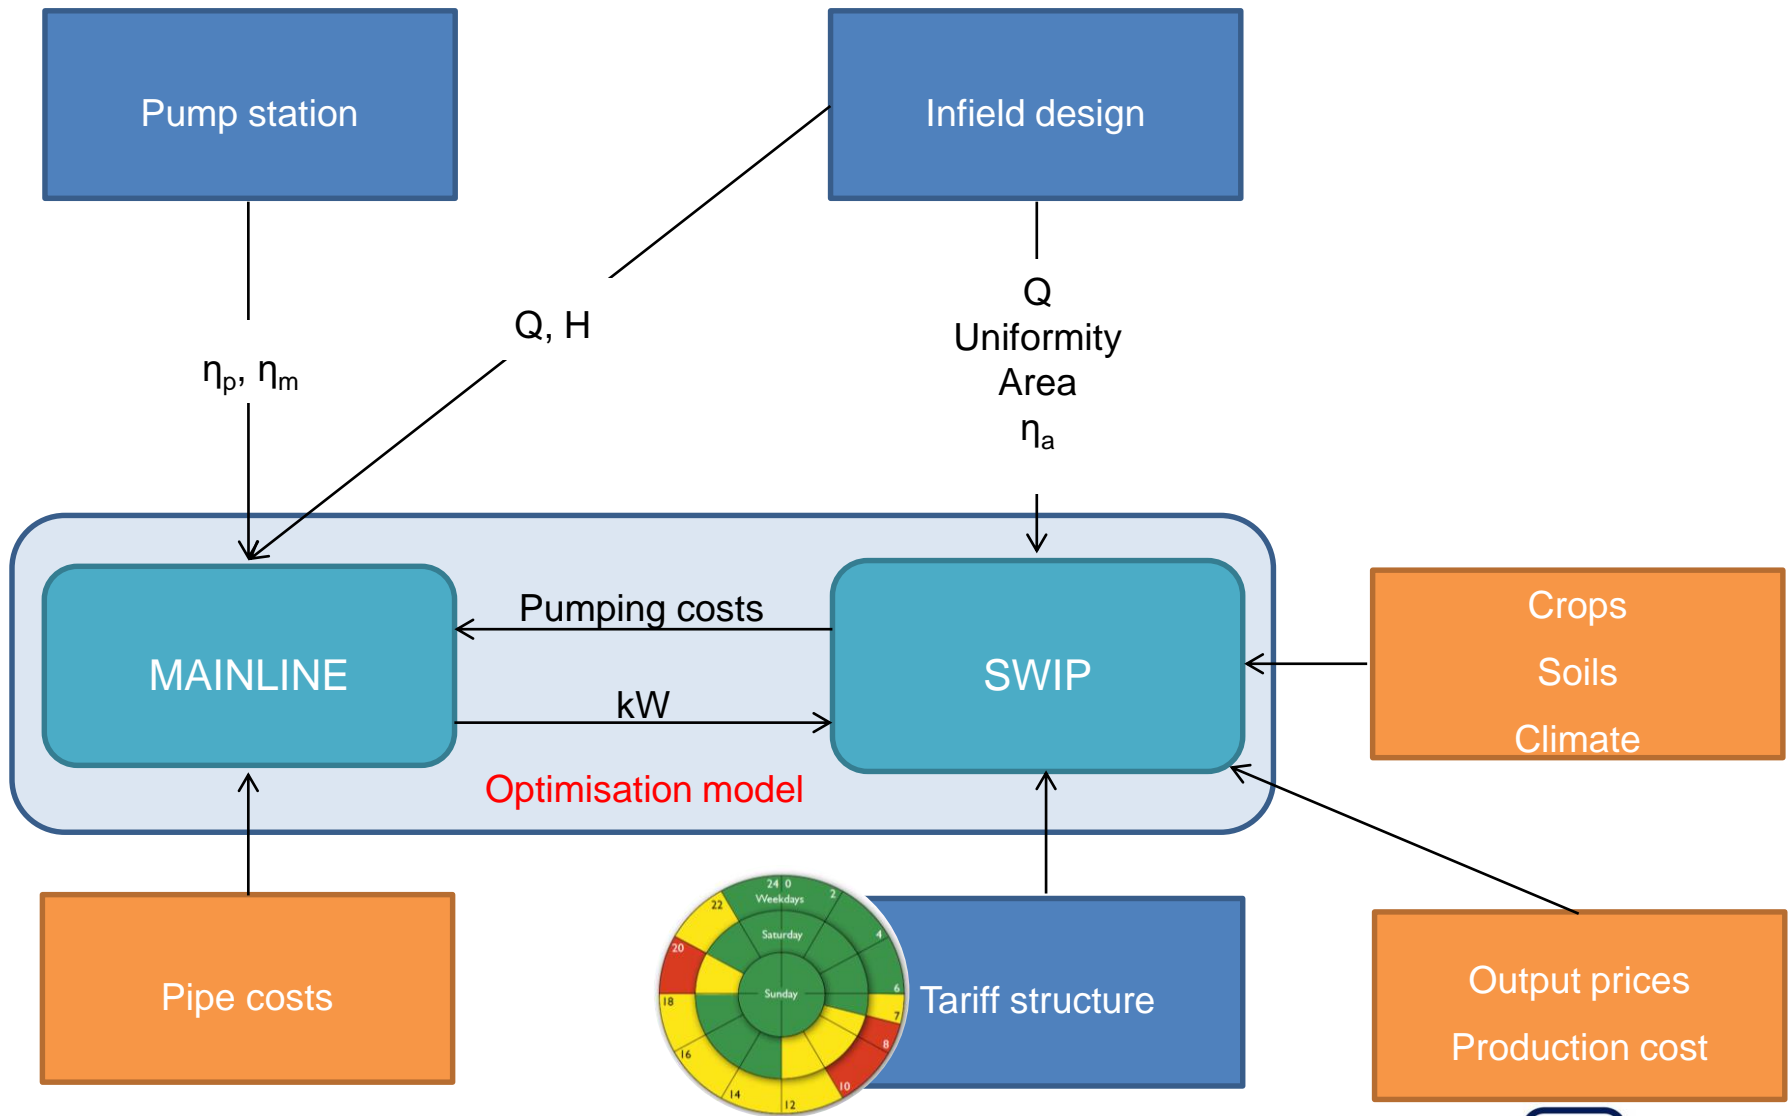 Pump station
Infield design
Q, H
Q
Uniformity
Area
ηa
ηp, ηm
Pumping costs
MAINLINE
SWIP
kW
Optimisation model
Crops
Soils
Climate
Pipe costs
24 0
Weekdays
2
22
Saturday
4
20
Sunday
6
18
7
8
16
10
14
12
Tariff structure
Output prices
Production cost